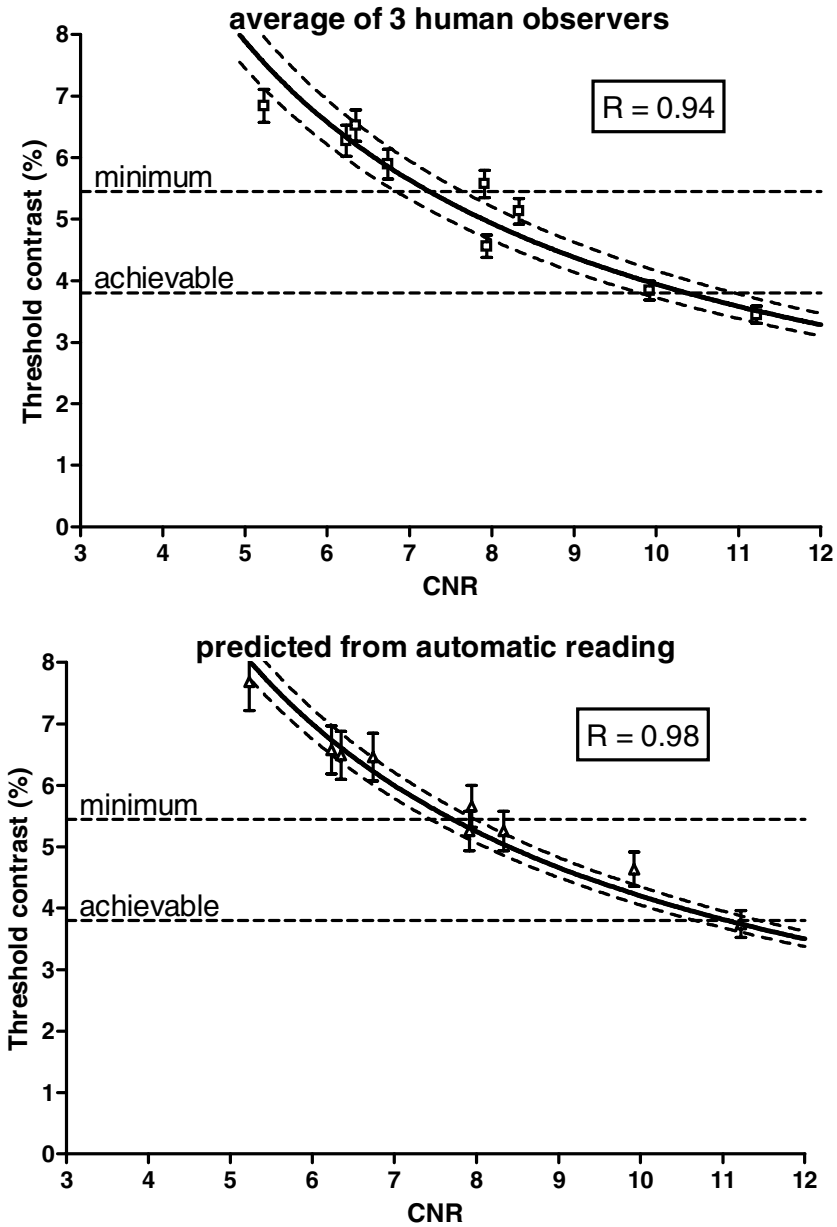 average of 3 human observers
8
7
6
5
4
3
2
1
0
Threshold contrast (%)
R = 0.94
minimum
achievable
3 4 5 6 7 8 9 10 11 12
CNR
predicted from automatic reading
8
7
6
5
4
3
2
1
0
Threshold contrast (%)
R = 0.98
minimum
achievable
3 4 5 6 7 8 9 10 11 12
CNR